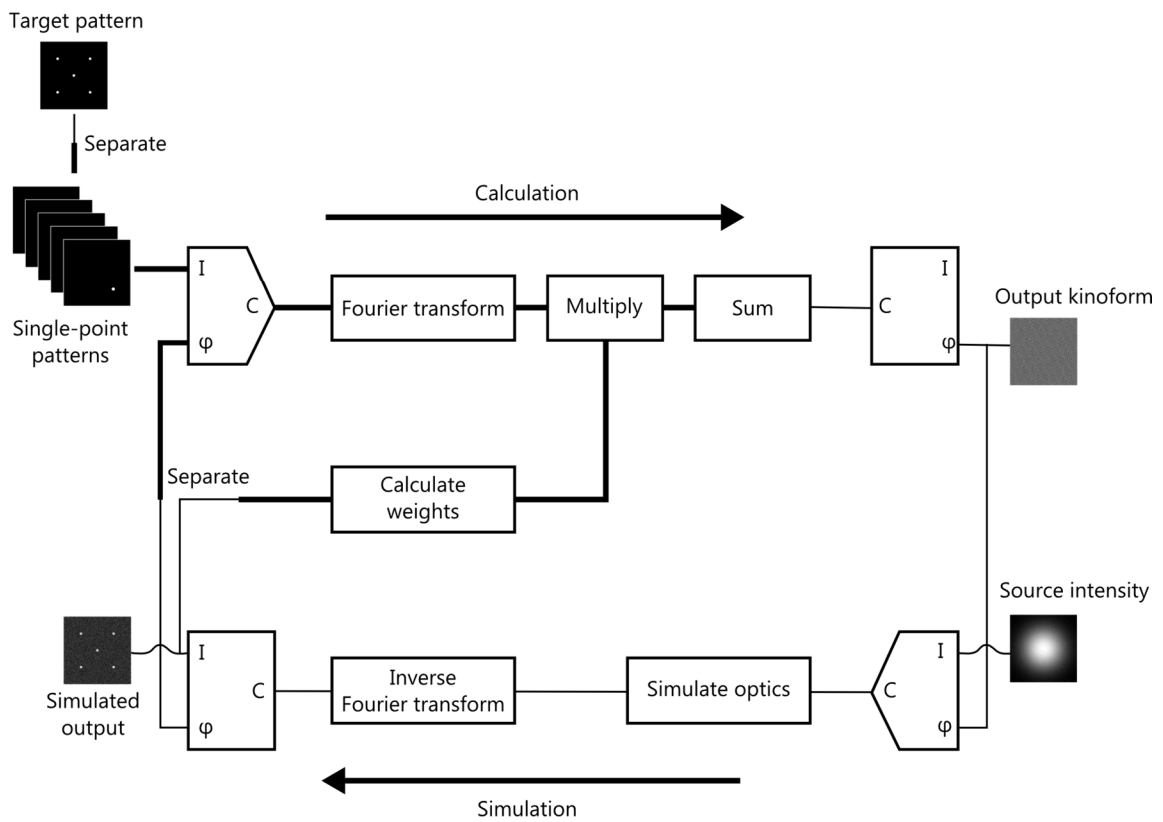 Target pattern
Separate
Calculation
Single-point
patterns
I
C
φ
Fourier transform
Multiply
Sum
I
C
φ
Output kinoform
Separate
Calculate
weights
Source intensity
Simulated
output
I
C
φ
Inverse
Fourier transform
Simulate optics
I
C
φ
Simulation